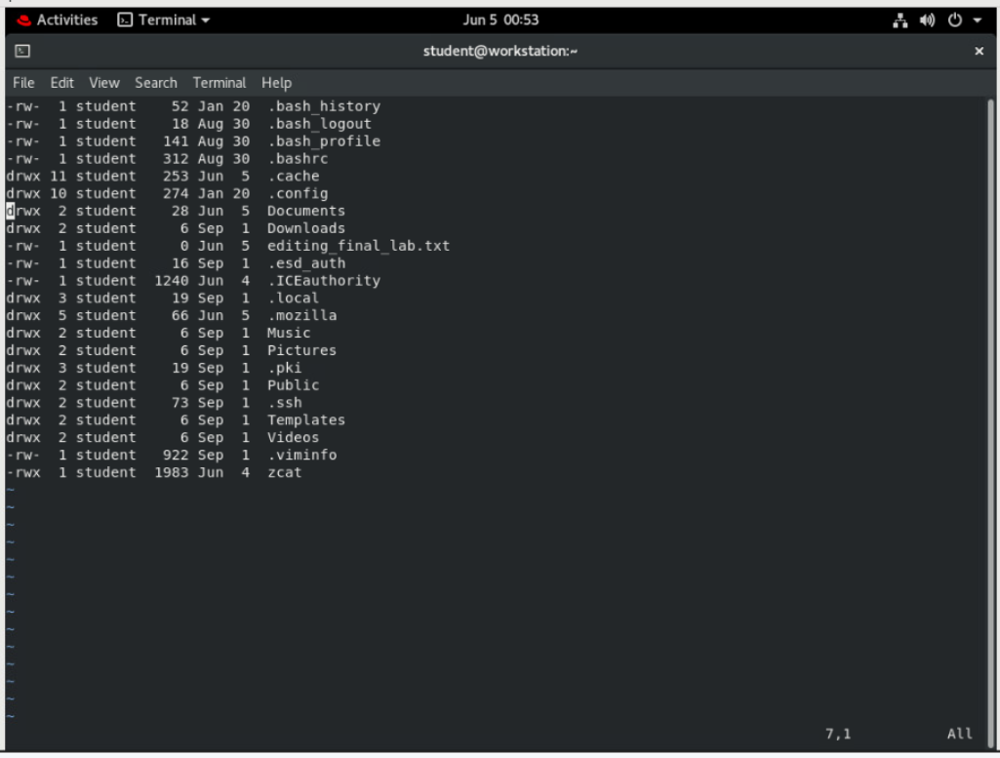 Activities Terminal Jun 5 00:53
student@workstation:~ ×
File Edit View Search Terminal Help
-rw-  1 student    52 Jan 20  .bash_history
-rw-  1 student    18 Aug 30  .bash_logout
-rw-  1 student   141 Aug 30  .bash_profile
-rw-  1 student   312 Aug 30  .bashrc
drwx 11 student   253 Jun  5  .cache
drwx 10 student   274 Jan 20  .config
drwx  2 student    28 Jun  5  Documents
drwx  2 student     6 Sep  1  Downloads
-rw-  1 student     0 Jun  5  editing_final_lab.txt
-rw-  1 student    16 Sep  1  .esd_auth
-rw-  1 student  1240 Jun  4  .ICEauthority
drwx  3 student    19 Sep  1  .local
drwx  5 student    66 Jun  5  .mozilla
drwx  2 student     6 Sep  1  Music
drwx  2 student     6 Sep  1  Pictures
drwx  3 student    19 Sep  1  .pki
drwx  2 student     6 Sep  1  Public
drwx  2 student    73 Sep  1  .ssh
drwx  2 student     6 Sep  1  Templates
drwx  2 student     6 Sep  1  Videos
-rw-  1 student   922 Sep  1  .viminfo
-rwx  1 student  1983 Jun  4  zcat
~
~
~
~
~
~
~
~
~
~
~
~
~
~
7,1 All